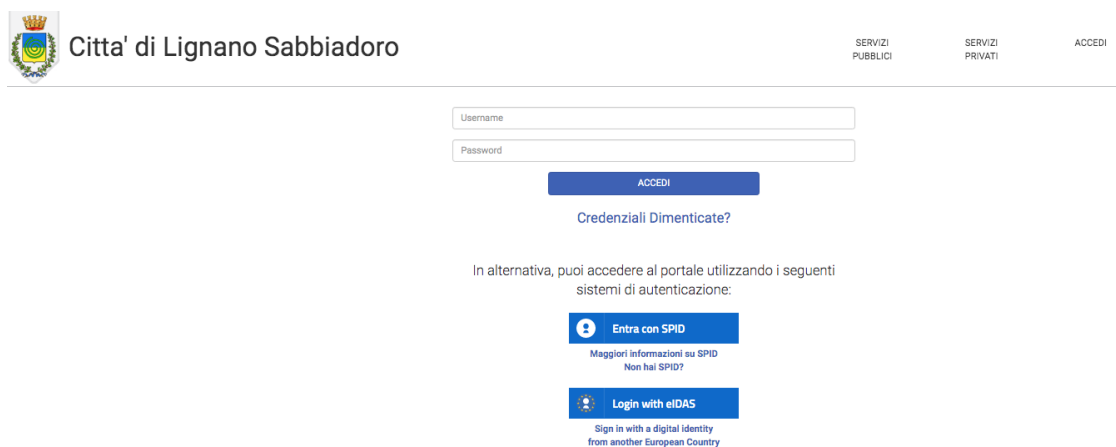 Citta' di Lignano Sabbiadoro
SERVIZI
PUBBLICI
SERVIZI
PRIVATI
ACCEDI
Username
Password
ACCEDI
Credenziali Dimenticate?
In alternativa, puoi accedere al portale utilizzando i seguenti
sistemi di autenticazione:
Entra con SPID
Maggiori informazioni su SPID
Non hai SPID?
Login with eIDAS
Sign in with a digital identity
from another European Country